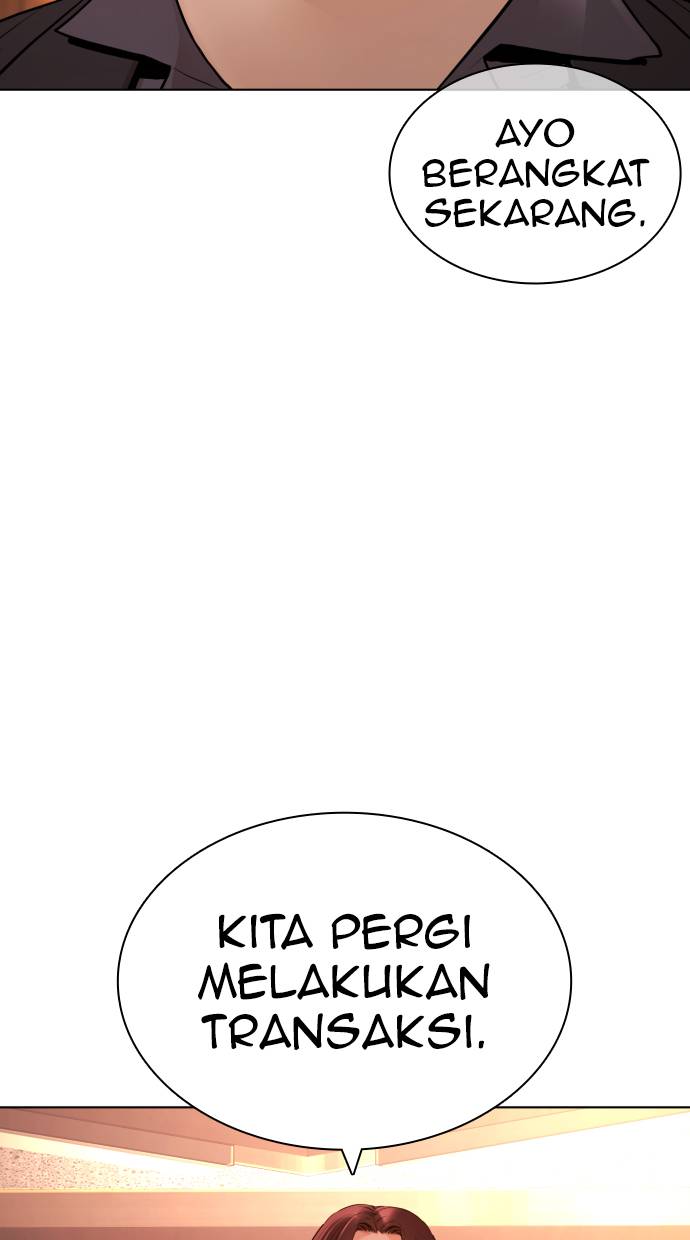 AYO
BERANGKAT
SEKARANG.
KITA PERGI
MELAKUKAN
TRANSAKSI.